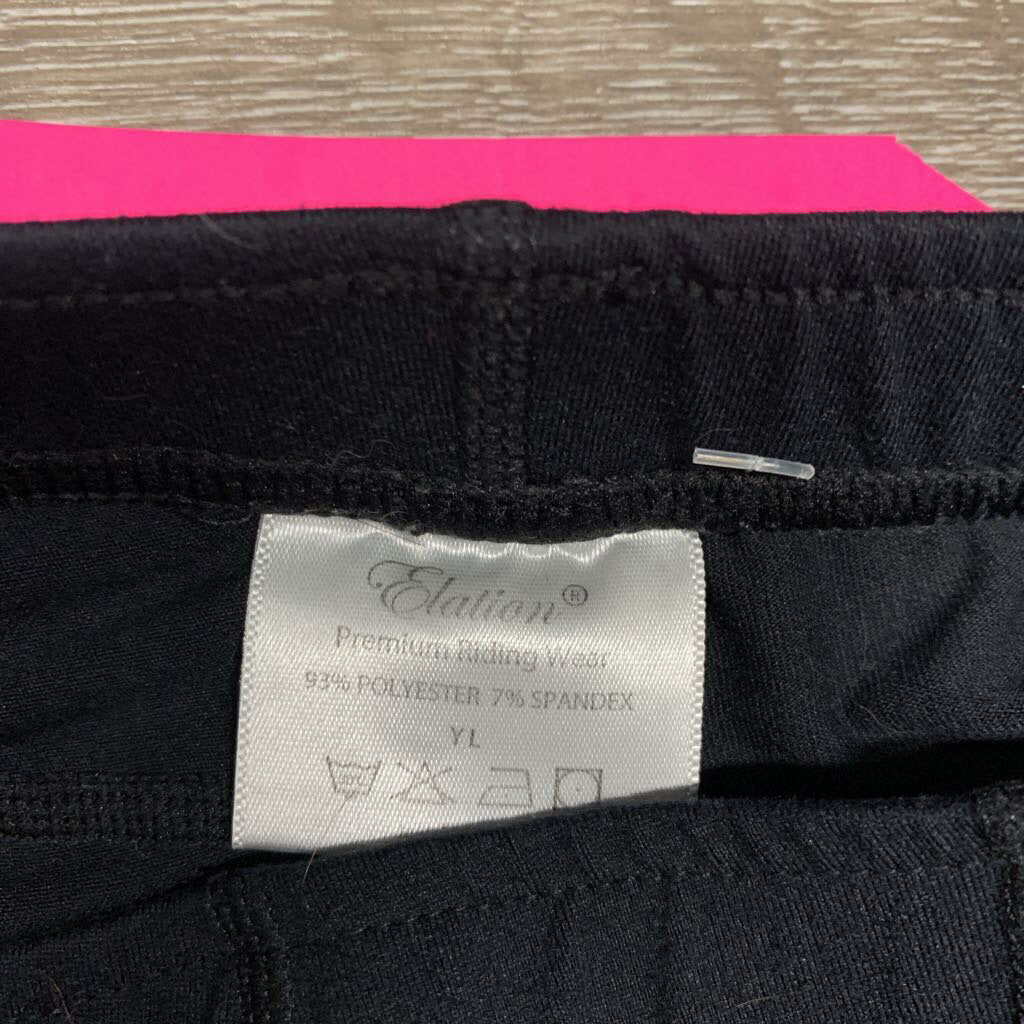 Elation®
Premium Riding Wear
93% POLYESTER 7% SPANDEX
YL